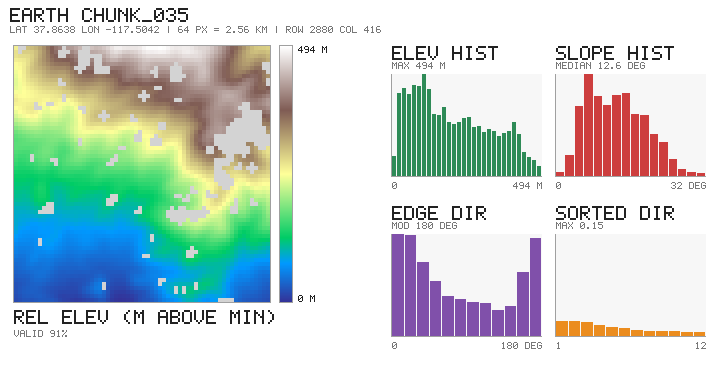 EARTH CHUNK_035
LAT 37.8638 LON -117.5042 | 64 PX = 2.56 KM | ROW 2880 COL 416
494 M
0 M
REL ELEV (M ABOVE MIN)
VALID 91%
ELEV HIST
MAX 494 M
0 494 M
SLOPE HIST
MEDIAN 12.6 DEG
0 32 DEG
EDGE DIR
MOD 180 DEG
0 180 DEG
SORTED DIR
MAX 0.15
1 12